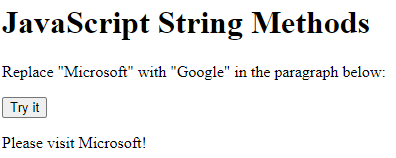 JavaScript String Methods
Replace "Microsoft" with "Google" in the paragraph below:
Try it
Please visit Microsoft!